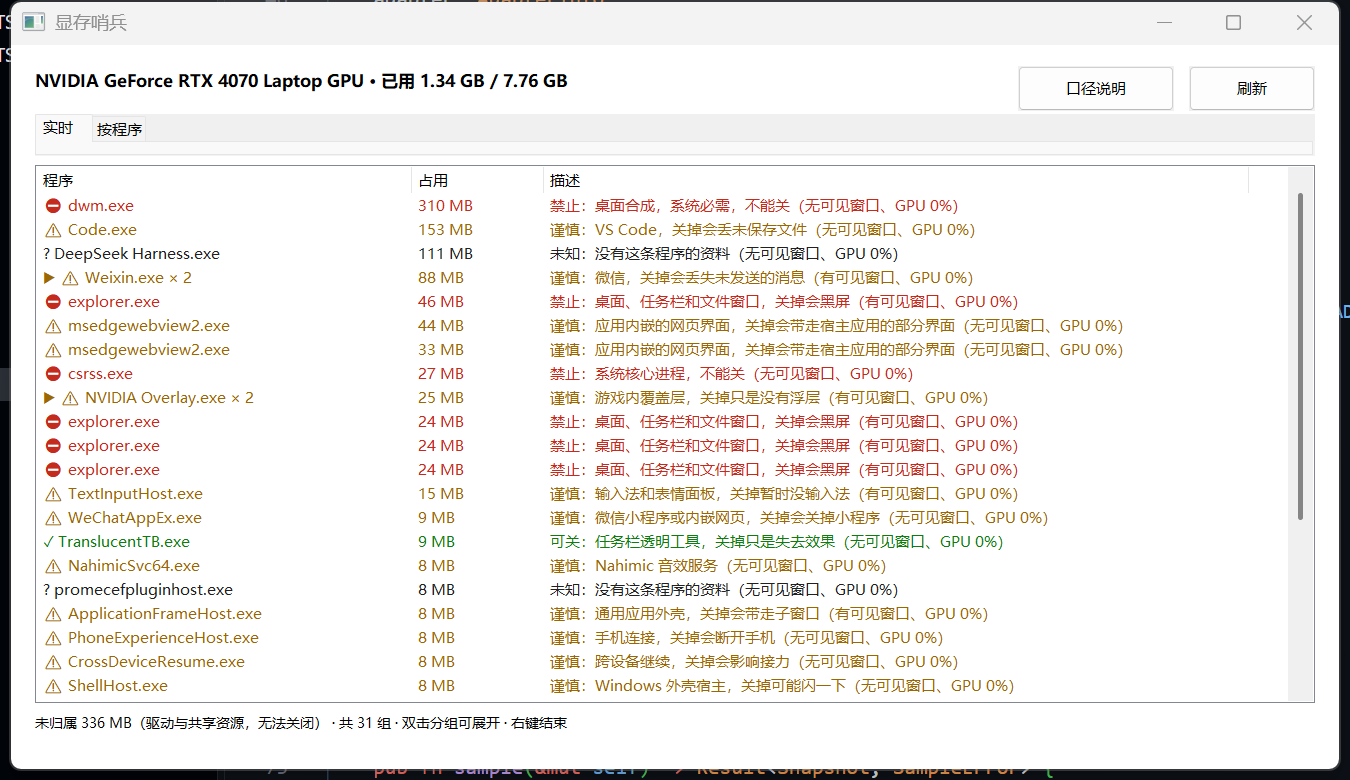 显存哨兵
NVIDIA GeForce RTX 4070 Laptop GPU • 已用 1.34 GB / 7.76 GB
口径说明
刷新
实时 按程序
程序 占用 描述
dwm.exe 310 MB 禁止：桌面合成，系统必需，不能关（无可见窗口、GPU 0%）
Code.exe 153 MB 谨慎：VS Code，关掉会丢未保存文件（无可见窗口、GPU 0%）
? DeepSeek Harness.exe 111 MB 未知：没有这条程序的资料（无可见窗口、GPU 0%）
Weixin.exe × 2 88 MB 谨慎：微信，关掉会丢失未发送的消息（有可见窗口、GPU 0%）
explorer.exe 46 MB 禁止：桌面、任务栏和文件窗口，关掉会黑屏（有可见窗口、GPU 0%）
msedgewebview2.exe 44 MB 谨慎：应用内嵌的网页界面，关掉会带走宿主应用的部分界面（无可见窗口、GPU 0%）
msedgewebview2.exe 33 MB 谨慎：应用内嵌的网页界面，关掉会带走宿主应用的部分界面（无可见窗口、GPU 0%）
csrss.exe 27 MB 禁止：系统核心进程，不能关（无可见窗口、GPU 0%）
NVIDIA Overlay.exe × 2 25 MB 谨慎：游戏内覆盖层，关掉只是没有浮层（有可见窗口、GPU 0%）
explorer.exe 24 MB 禁止：桌面、任务栏和文件窗口，关掉会黑屏（有可见窗口、GPU 0%）
explorer.exe 24 MB 禁止：桌面、任务栏和文件窗口，关掉会黑屏（有可见窗口、GPU 0%）
explorer.exe 24 MB 禁止：桌面、任务栏和文件窗口，关掉会黑屏（有可见窗口、GPU 0%）
TextInputHost.exe 15 MB 谨慎：输入法和表情面板，关掉暂时没输入法（有可见窗口、GPU 0%）
WeChatAppEx.exe 9 MB 谨慎：微信小程序或内嵌网页，关掉会关掉小程序（无可见窗口、GPU 0%）
✓ TranslucentTB.exe 9 MB 可关：任务栏透明工具，关掉只是失去效果（无可见窗口、GPU 0%）
NahimicSvc64.exe 8 MB 谨慎：Nahimic 音效服务（无可见窗口、GPU 0%）
? promecefpluginhost.exe 8 MB 未知：没有这条程序的资料（无可见窗口、GPU 0%）
ApplicationFrameHost.exe 8 MB 谨慎：通用应用外壳，关掉会带走子窗口（有可见窗口、GPU 0%）
PhoneExperienceHost.exe 8 MB 谨慎：手机连接，关掉会断开手机（无可见窗口、GPU 0%）
CrossDeviceResume.exe 8 MB 谨慎：跨设备继续，关掉会影响接力（无可见窗口、GPU 0%）
ShellHost.exe 8 MB 谨慎：Windows 外壳宿主，关掉可能闪一下（无可见窗口、GPU 0%）
未归属 336 MB（驱动与共享资源，无法关闭） · 共 31 组 · 双击分组可展开 · 右键结束